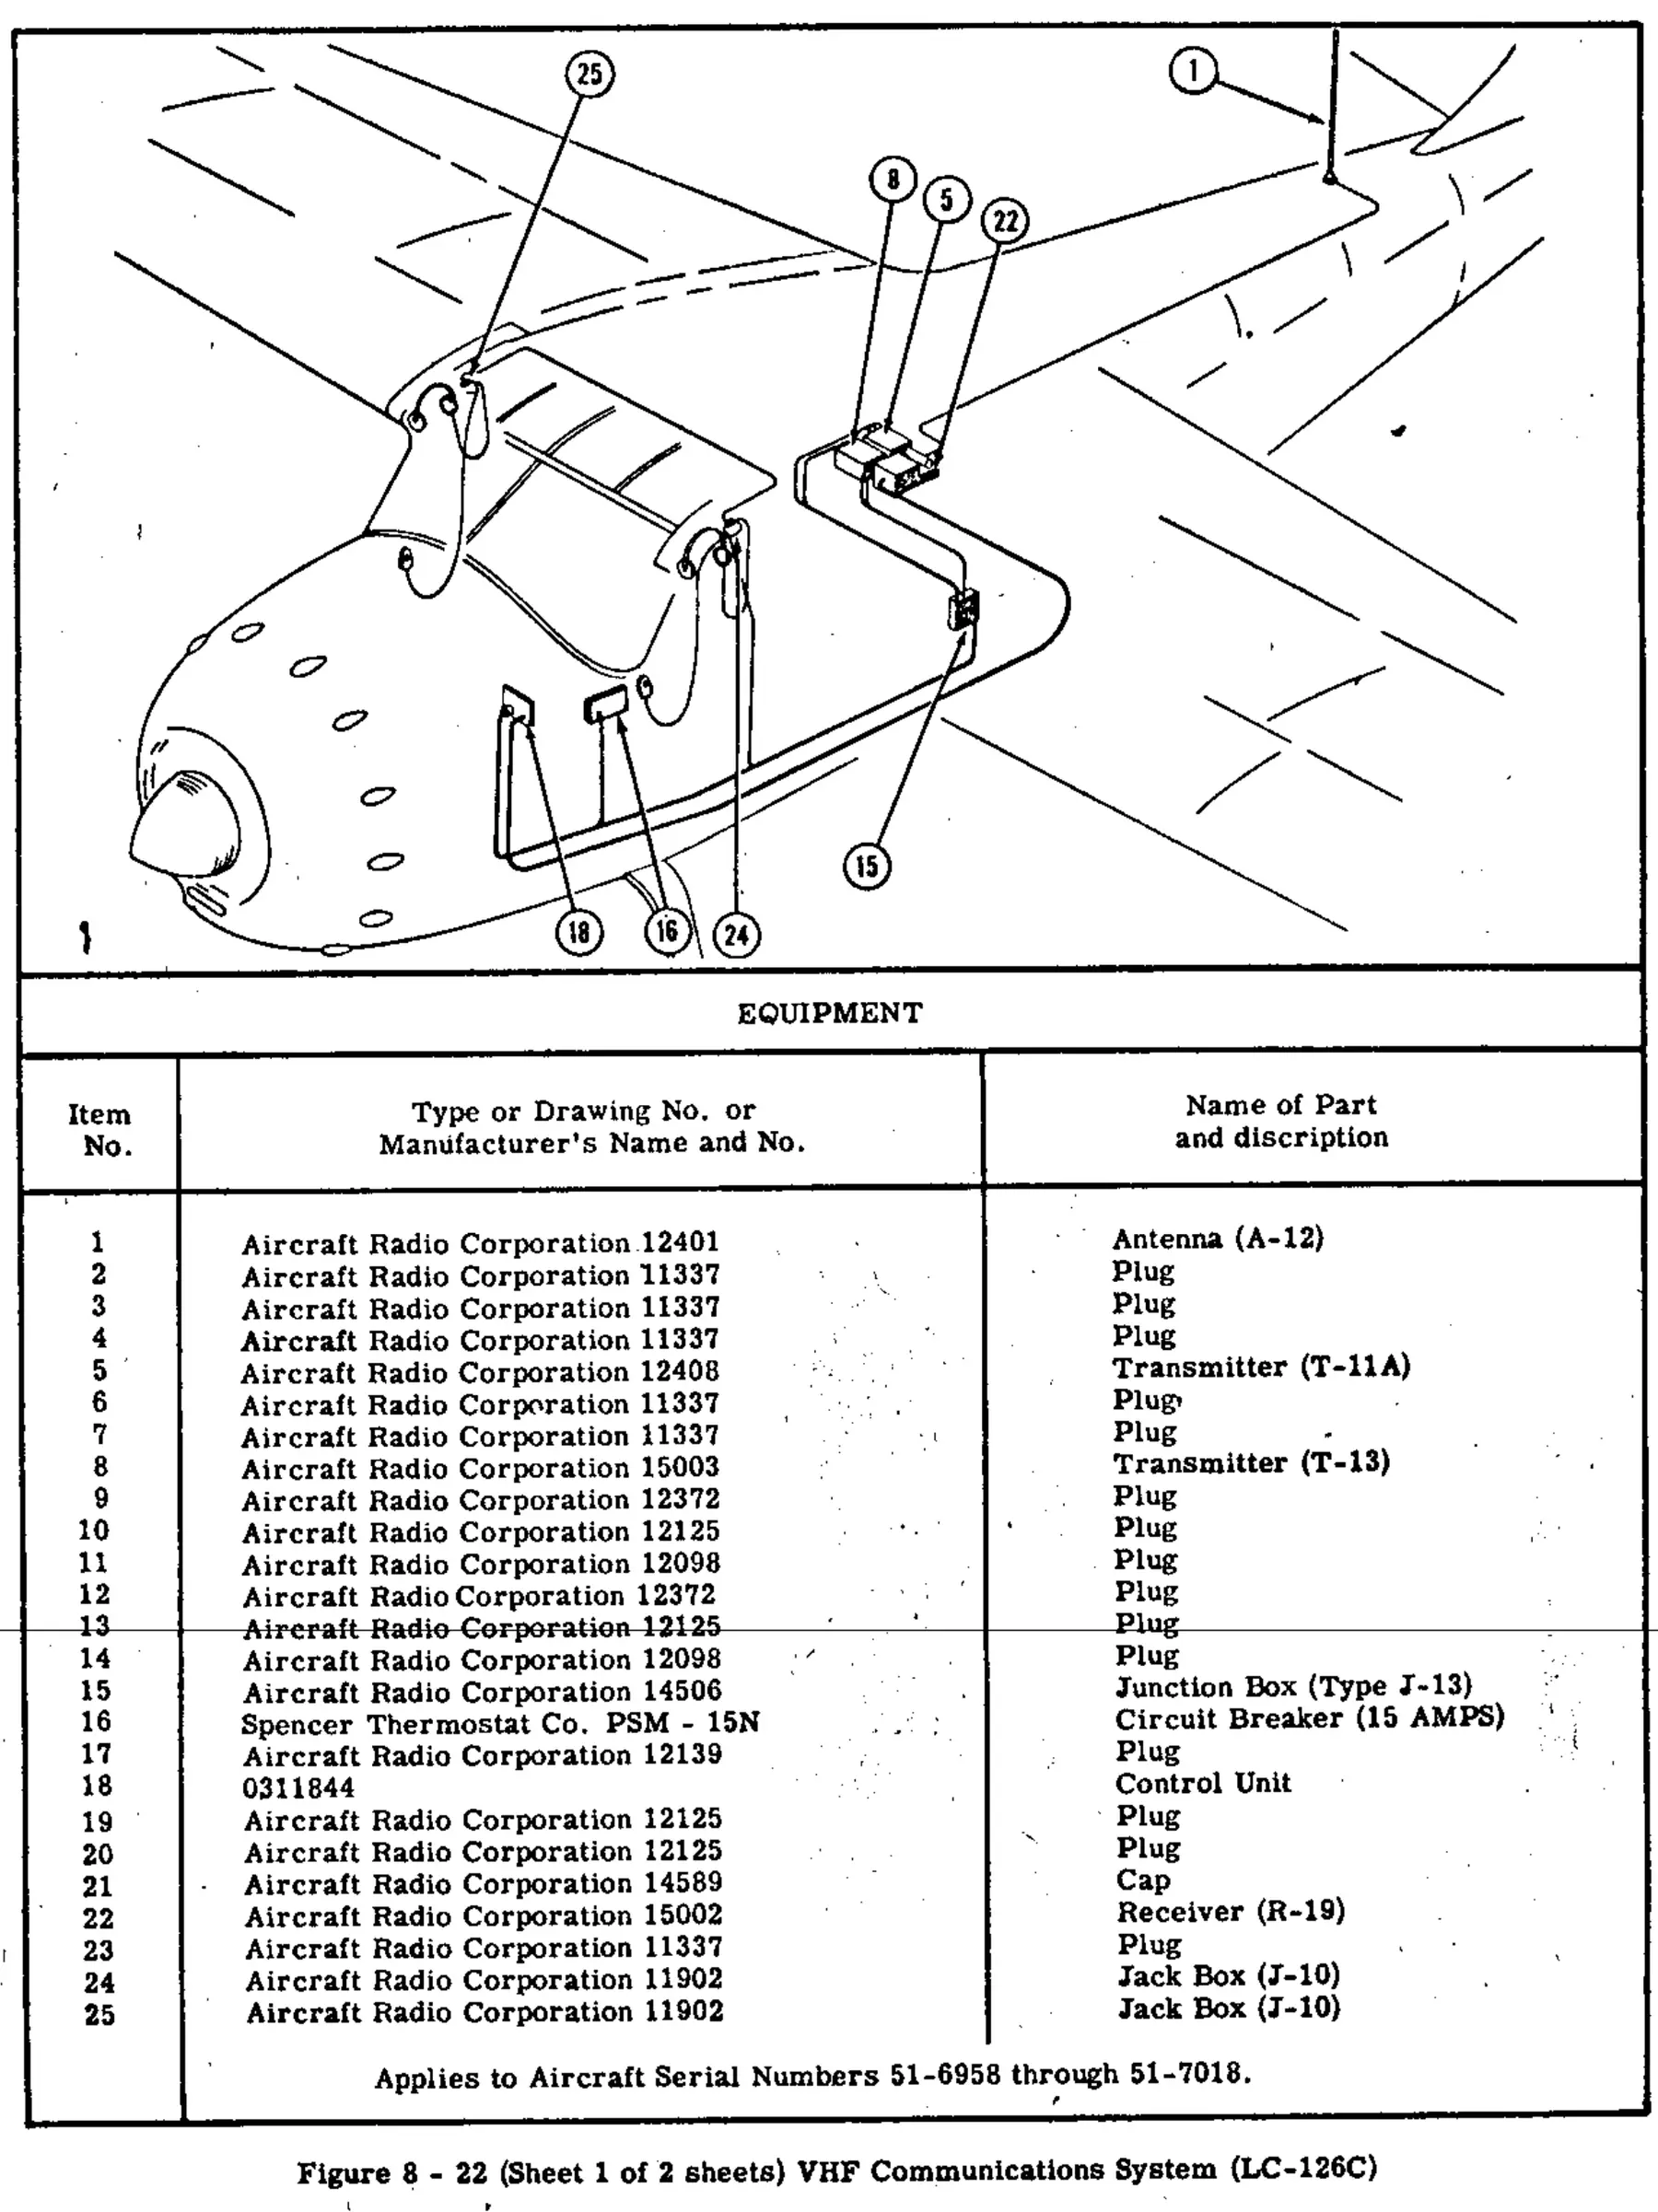 25
1
8
5
22
15
18
16
24
EQUIPMENT
Item
No.
Type or Drawing No. or
Manufacturer's Name and No.
Name of Part
and discription
1 Aircraft Radio Corporation 12401 Antenna (A-12)
2 Aircraft Radio Corporation 11337 Plug
3 Aircraft Radio Corporation 11337 Plug
4 Aircraft Radio Corporation 11337 Plug
5 Aircraft Radio Corporation 12408 Transmitter (T-11A)
6 Aircraft Radio Corporation 11337 Plug
7 Aircraft Radio Corporation 11337 Plug
8 Aircraft Radio Corporation 15003 Transmitter (T-13)
9 Aircraft Radio Corporation 12372 Plug
10 Aircraft Radio Corporation 12125 Plug
11 Aircraft Radio Corporation 12098 Plug
12 Aircraft Radio Corporation 12372 Plug
13 Aircraft Radio Corporation 12125 Plug
14 Aircraft Radio Corporation 12098 Plug
15 Aircraft Radio Corporation 14506 Junction Box (Type J-13)
16 Spencer Thermostat Co. PSM - 15N Circuit Breaker (15 AMPS)
17 Aircraft Radio Corporation 12139 Plug
18 0311844 Control Unit
19 Aircraft Radio Corporation 12125 Plug
20 Aircraft Radio Corporation 12125 Plug
21 Aircraft Radio Corporation 14589 Cap
22 Aircraft Radio Corporation 15002 Receiver (R-19)
23 Aircraft Radio Corporation 11337 Plug
24 Aircraft Radio Corporation 11902 Jack Box (J-10)
25 Aircraft Radio Corporation 11902 Jack Box (J-10)
Applies to Aircraft Serial Numbers 51-6958 through 51-7018.
Figure 8 - 22 (Sheet 1 of 2 sheets) VHF Communications System (LC-126C)